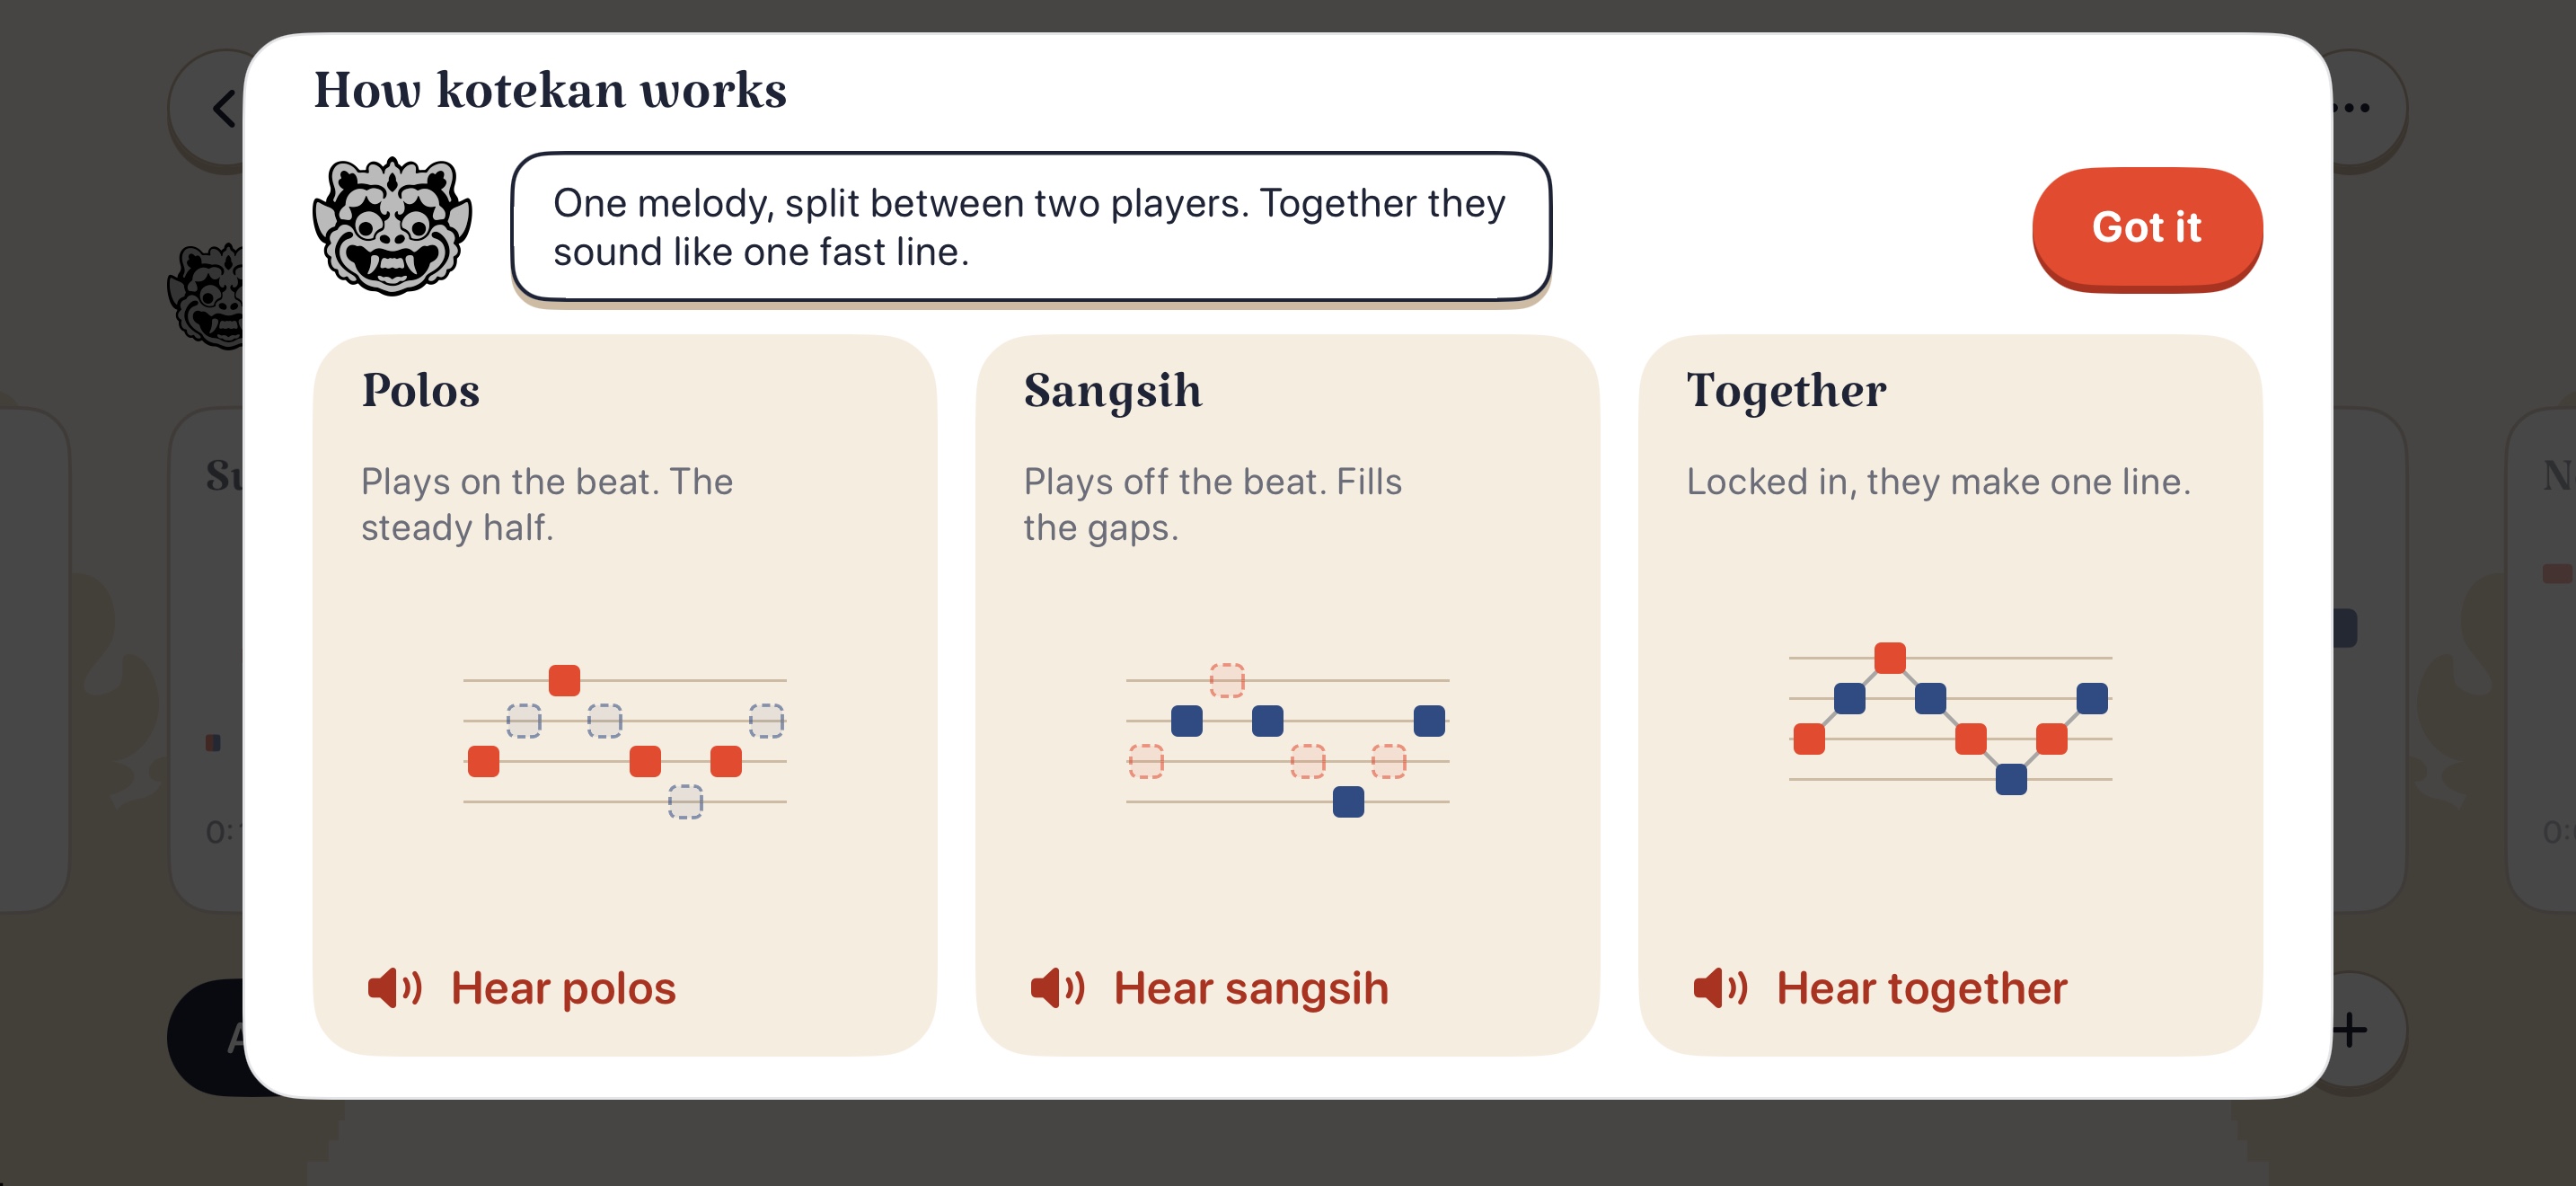 How kotekan works
One melody, split between two players. Together they
sound like one fast line.
Got it
Polos
Plays on the beat. The
steady half.
Hear polos
Sangsih
Plays off the beat. Fills
the gaps.
Hear sangsih
Together
Locked in, they make one line.
Hear together